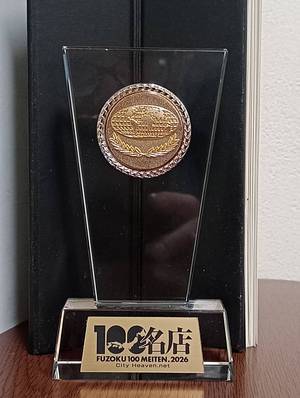 100名店
FUZOKU 100 MEITEN. 2026
City Heaven.net